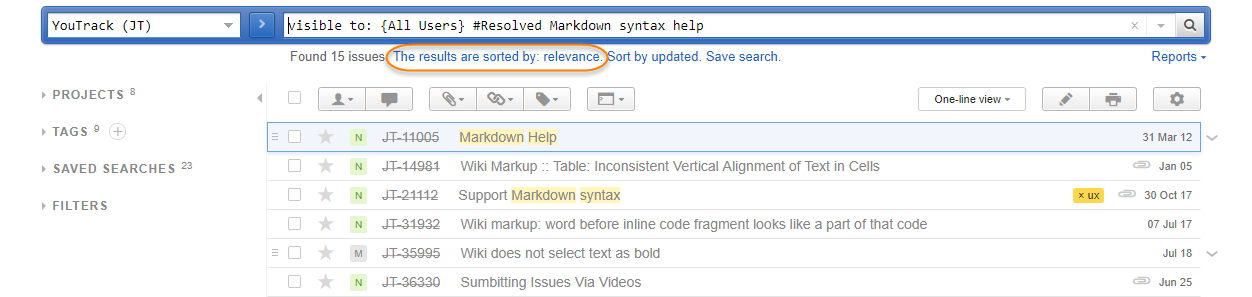 YouTrack (JT) visible to: {All Users} #Resolved Markdown syntax help
Found 15 issues. The results are sorted by: relevance. Sort by updated. Save search. Reports
PROJECTS 8
One-line view
TAGS 9
JT-11005 Markdown Help 31 Mar 12
N
JT-14981 Wiki Markup :: Table: Inconsistent Vertical Alignment of Text in Cells Jan 05
N
SAVED SEARCHES 23
JT-21112 Support Markdown syntax × ux 30 Oct 17
N
FILTERS
JT-31932 Wiki markup: word before inline code fragment looks like a part of that code 07 Jul 17
N
M JT-35995 Wiki does not select text as bold Jul 18
N JT-36330 Sumbitting Issues Via Videos Jun 25